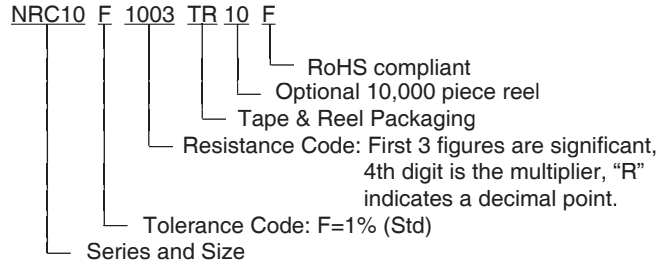 NRC10 F 1003 TR 10 F
RoHS compliant
Optional 10,000 piece reel
Tape & Reel Packaging
Resistance Code: First 3 figures are significant,
4th digit is the multiplier, “R”
indicates a decimal point.
Tolerance Code: F=1% (Std)
Series and Size